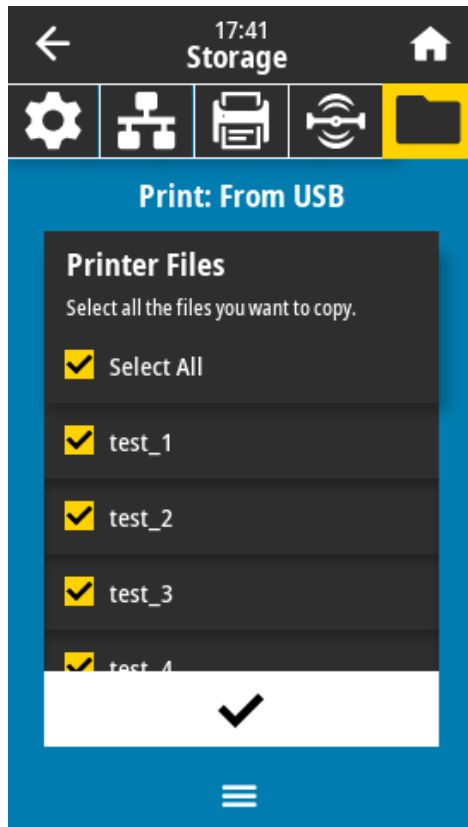 17:41
Storage
Print: From USB
Printer Files
Select all the files you want to copy.
Select All
test_1
test_2
test_3
test_4